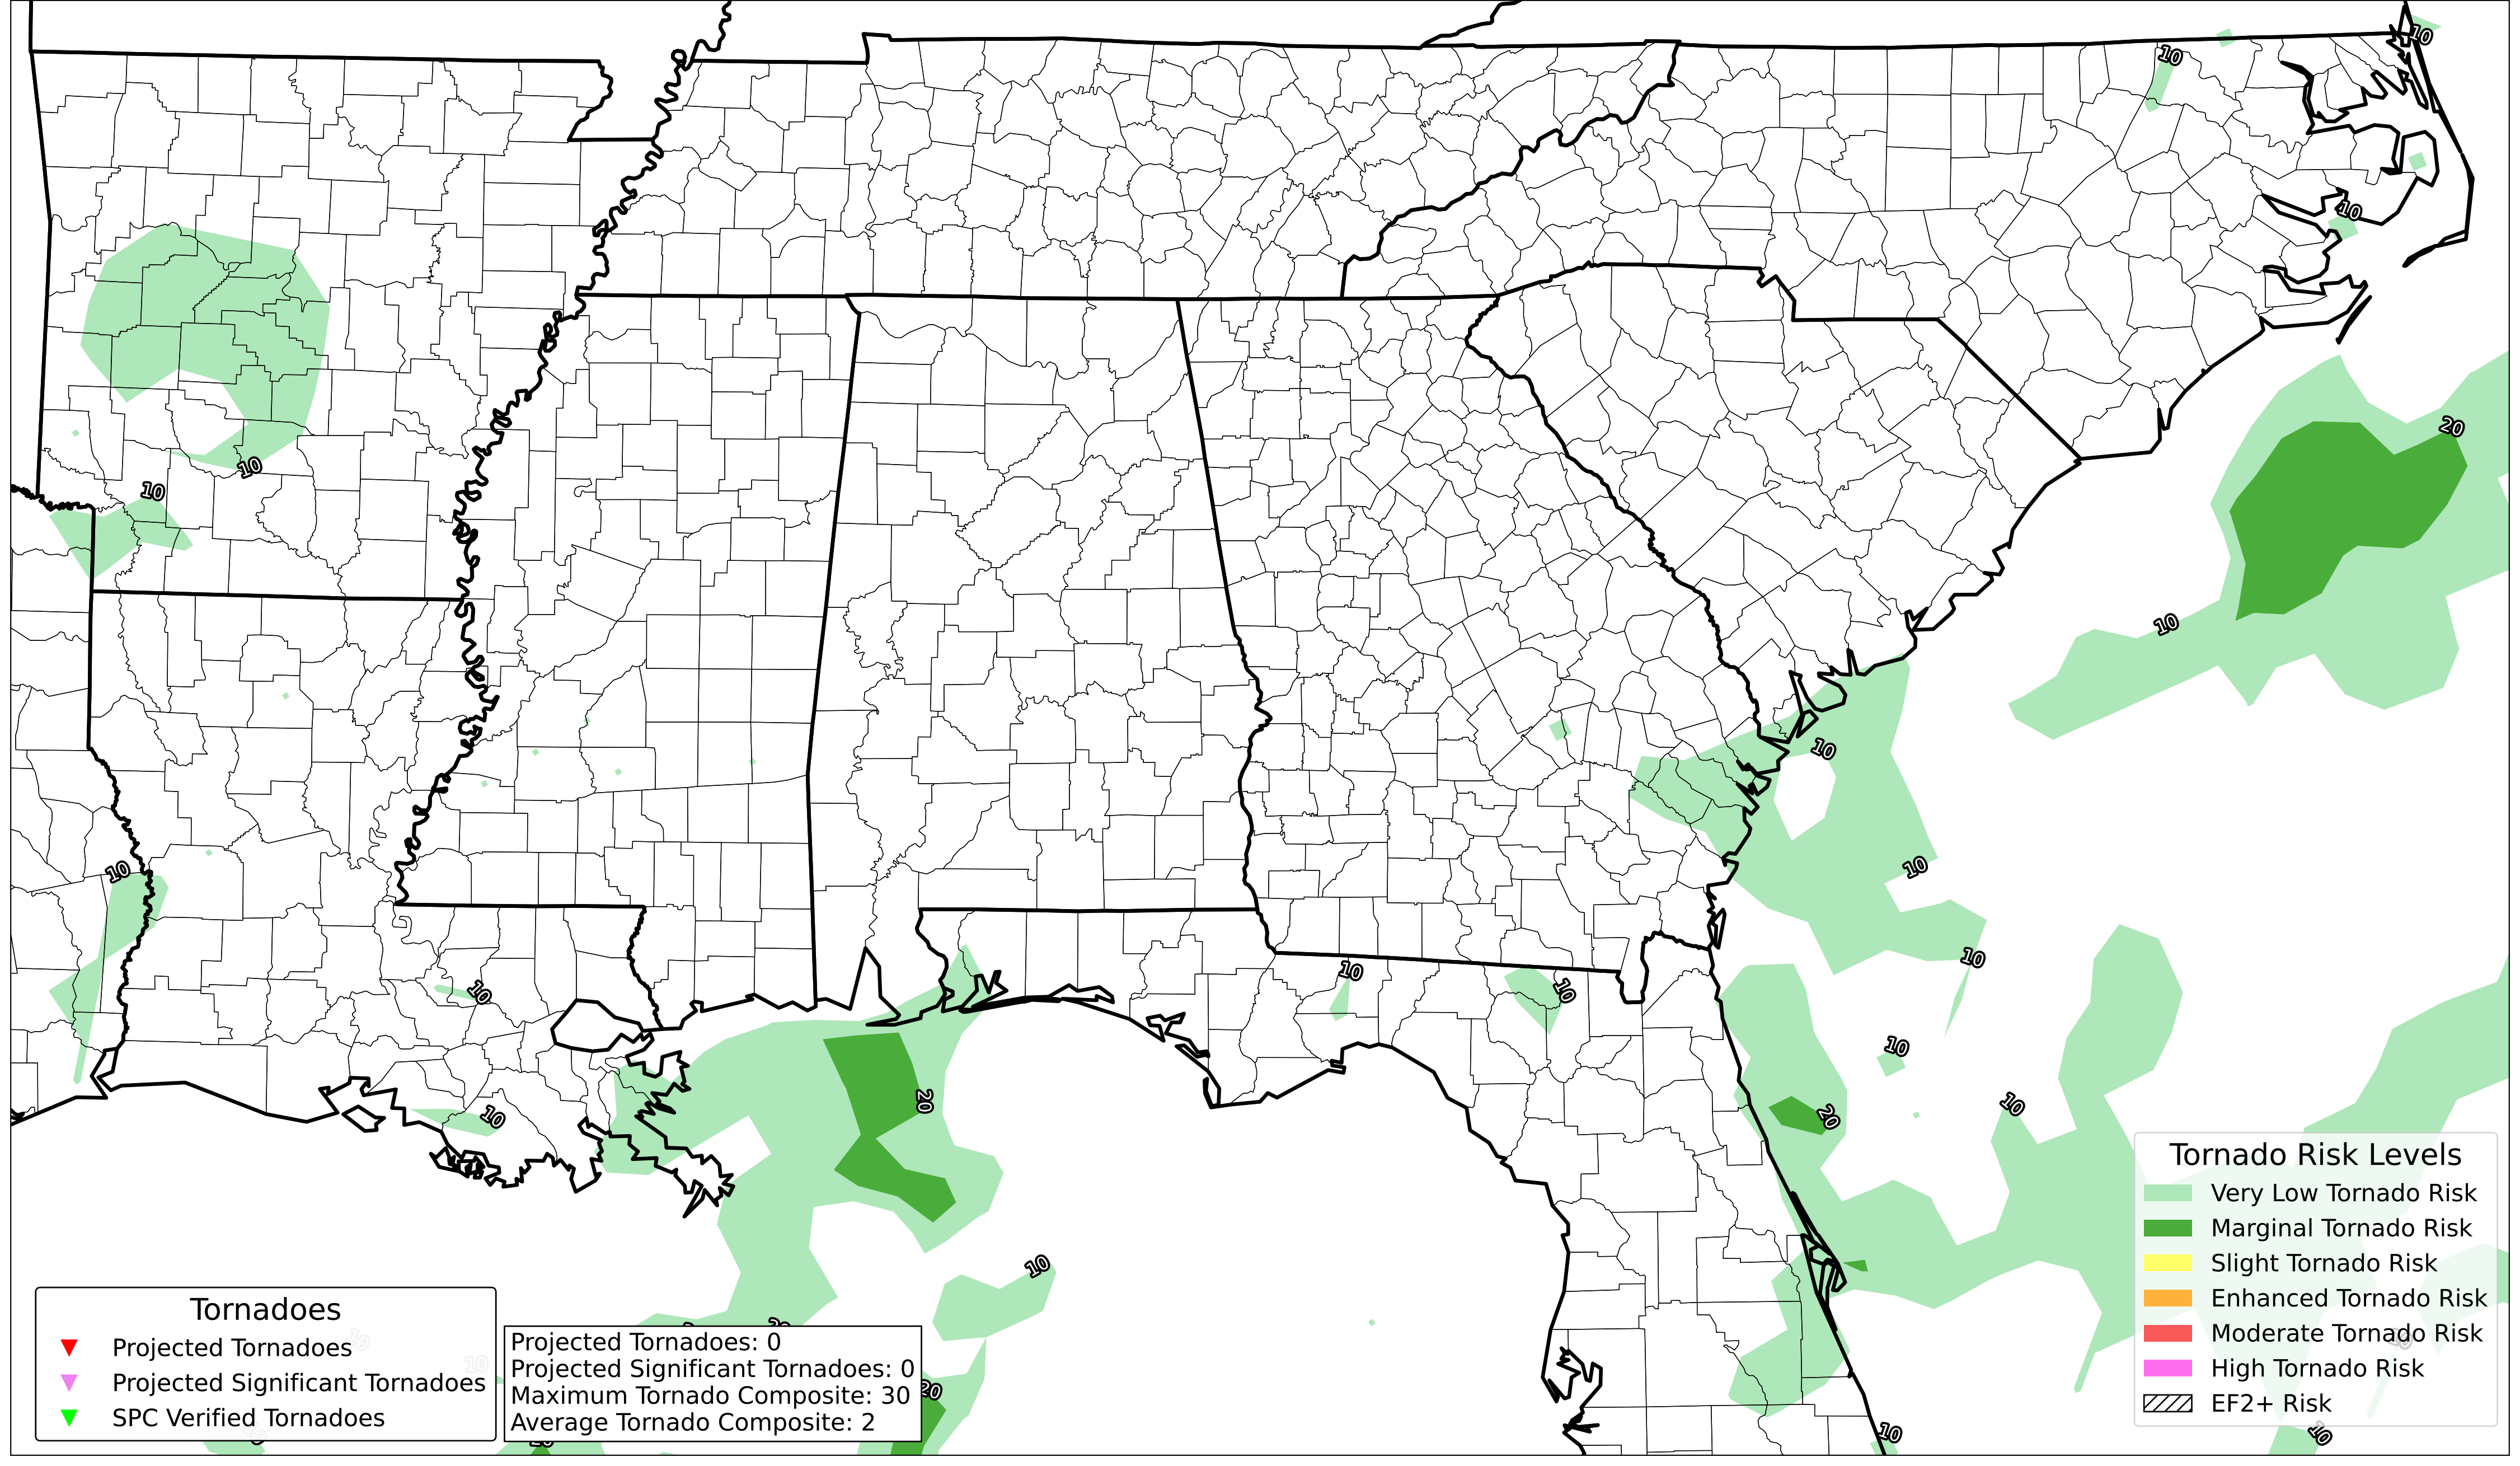 10
10
10
20
10
10
10
10
10
10
10
10
10
10
10
10
10
20
10
10
20
10
20
10
10
Tornado Risk Levels
Very Low Tornado Risk
Marginal Tornado Risk
Slight Tornado Risk
Enhanced Tornado Risk
Moderate Tornado Risk
High Tornado Risk
EF2+ Risk
Tornadoes
Projected Tornadoes
Projected Significant Tornadoes
SPC Verified Tornadoes
Projected Tornadoes: 0
Projected Significant Tornadoes: 0
Maximum Tornado Composite: 30
Average Tornado Composite: 2